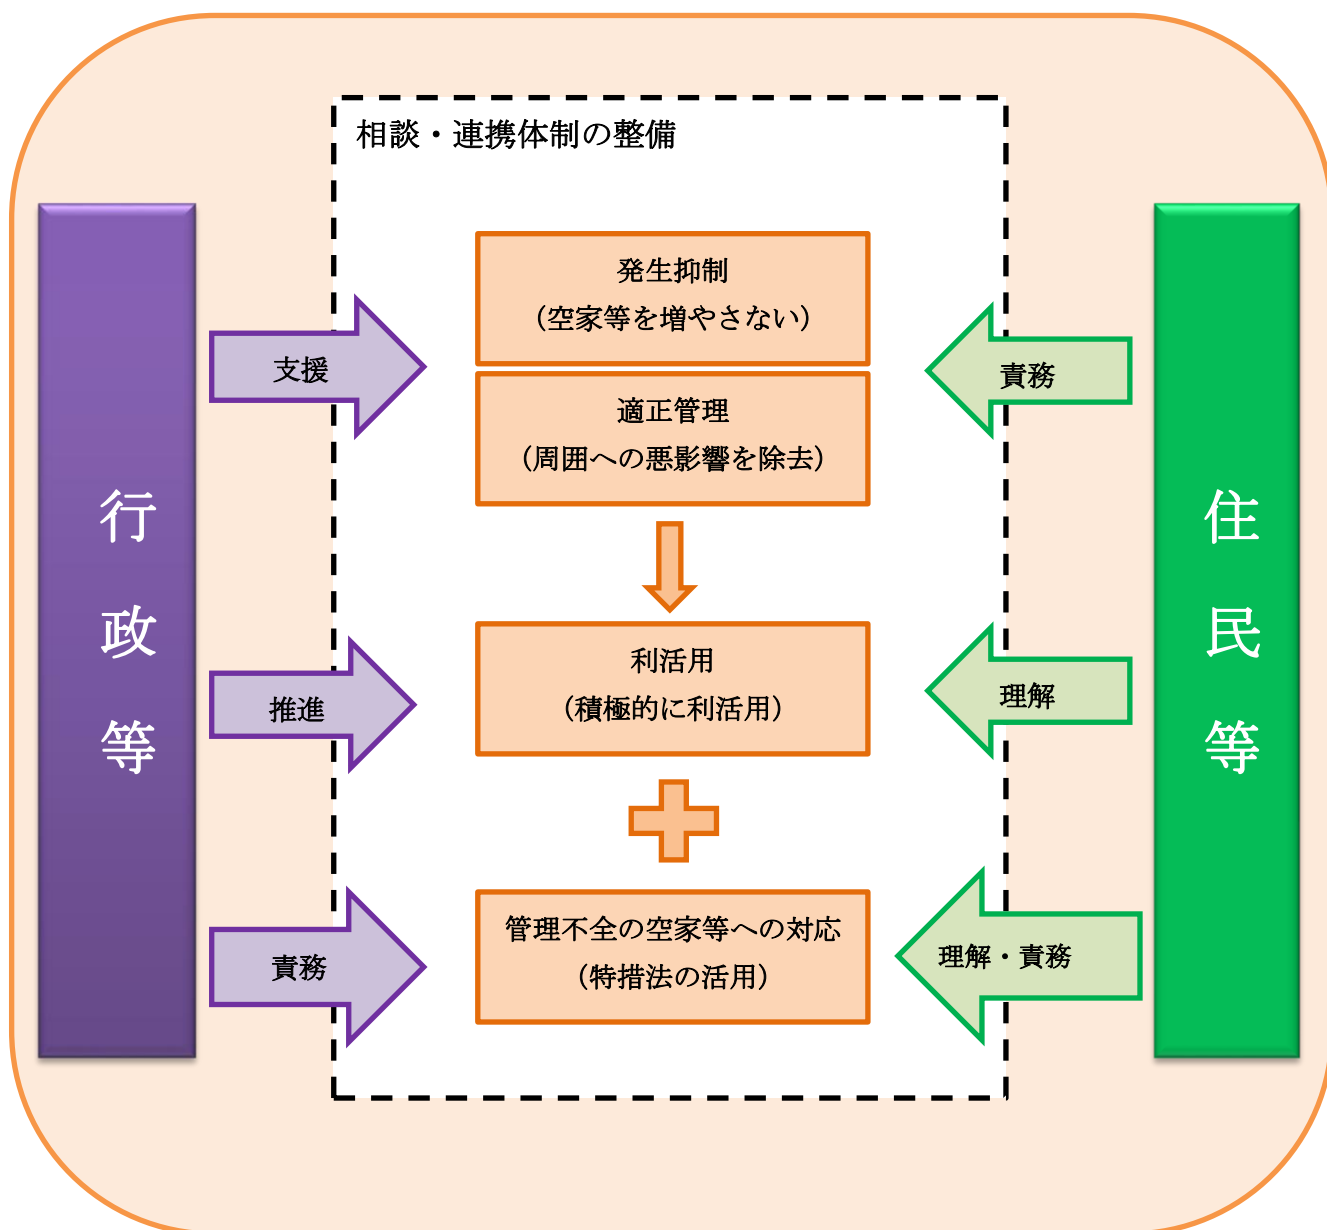 相談・連携体制の整備
発生抑制
（空家等を増やさない）
支援
責務
適正管理
（周囲への悪影響を除去）
行政等
住民等
利活用
（積極的に利活用）
推進
理解
管理不全の空家等への対応
（特措法の活用）
責務
理解・責務